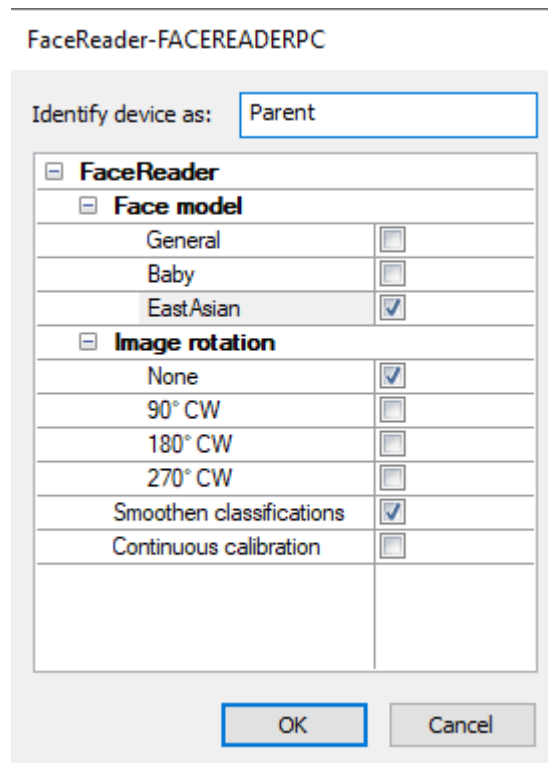 FaceReader-FACEREADERPC
Identify device as: Parent
FaceReader
Face model
General
Baby
EastAsian
Image rotation
None
90° CW
180° CW
270° CW
Smoothen classifications
Continuous calibration
OK Cancel